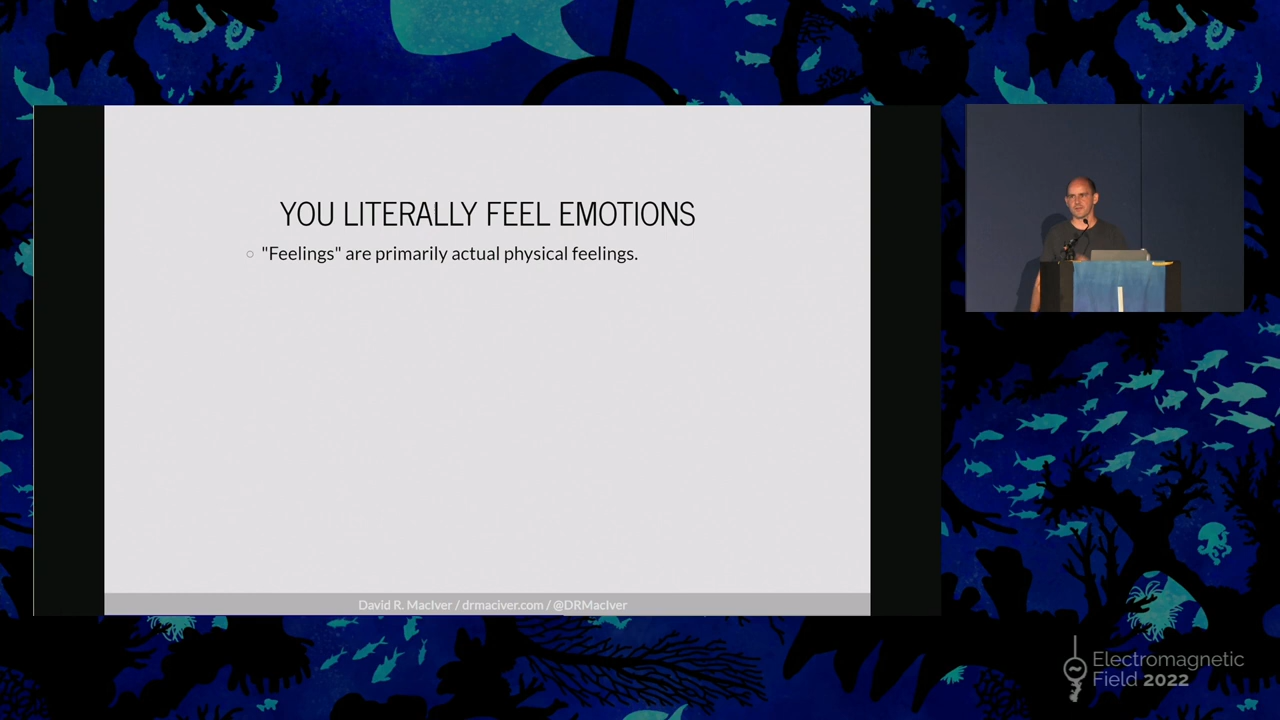 YOU LITERALLY FEEL EMOTIONS
"Feelings" are primarily actual physical feelings.
David R. MacIver / drmaciver.com / @DRMacIver
Electromagnetic
Field 2022